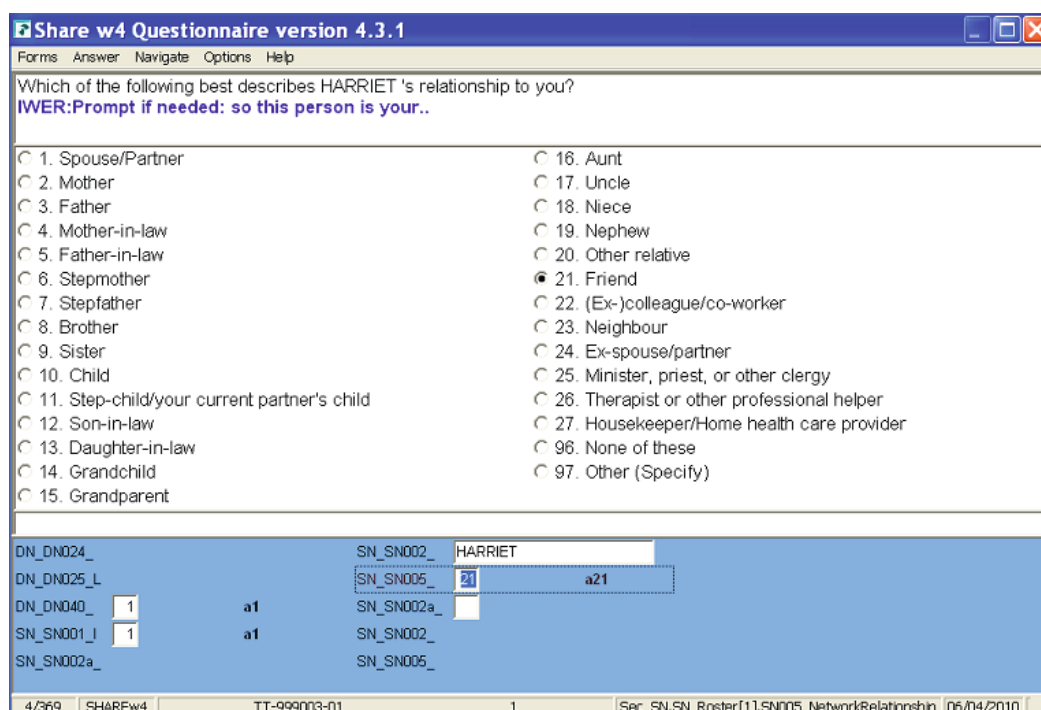 Share w4 Questionnaire version 4.3.1
Forms Answer Navigate Options Help
Which of the following best describes HARRIET 's relationship to you?
IWER:Prompt if needed: so this person is your..
1. Spouse/Partner
2. Mother
3. Father
4. Mother-in-law
5. Father-in-law
6. Stepmother
7. Stepfather
8. Brother
9. Sister
10. Child
11. Step-child/your current partner's child
12. Son-in-law
13. Daughter-in-law
14. Grandchild
15. Grandparent
16. Aunt
17. Uncle
18. Niece
19. Nephew
20. Other relative
21. Friend
22. (Ex-)colleague/co-worker
23. Neighbour
24. Ex-spouse/partner
25. Minister, priest, or other clergy
26. Therapist or other professional helper
27. Housekeeper/Home health care provider
96. None of these
97. Other (Specify)
DN_DN024_
DN_DN025_L
DN_DN040_ 1 a1
SN_SN001_I 1 a1
SN_SN002a_
SN_SN002_ HARRIET
SN_SN005_ 21 a21
SN_SN002a_
SN_SN002_
SN_SN005_
4/369 SHAREw4 TT-999003-01 1 Sec_SN.SN_Roster[1].SN005_NetworkRelationship 06/04/2010